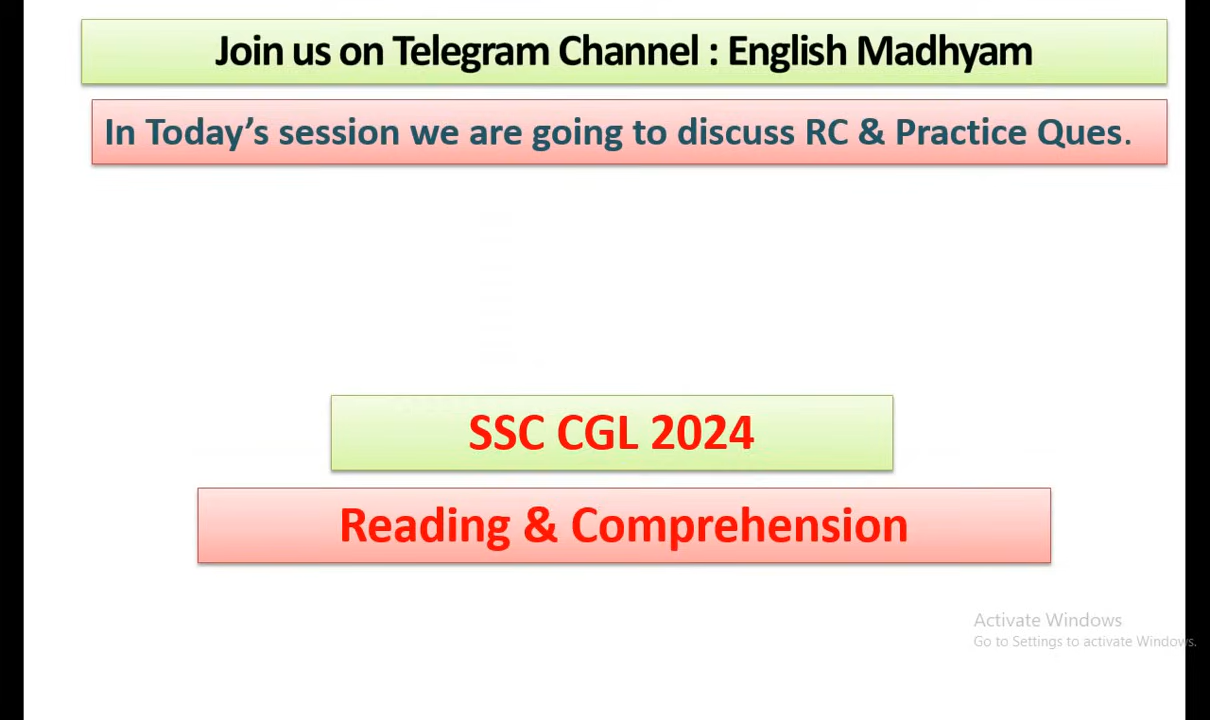 Join us on Telegram Channel : English Madhyam
In Today's session we are going to discuss RC & Practice Ques.
SSC CGL 2024
Reading & Comprehension
Activate Windows
Go to Settings to activate Windows.